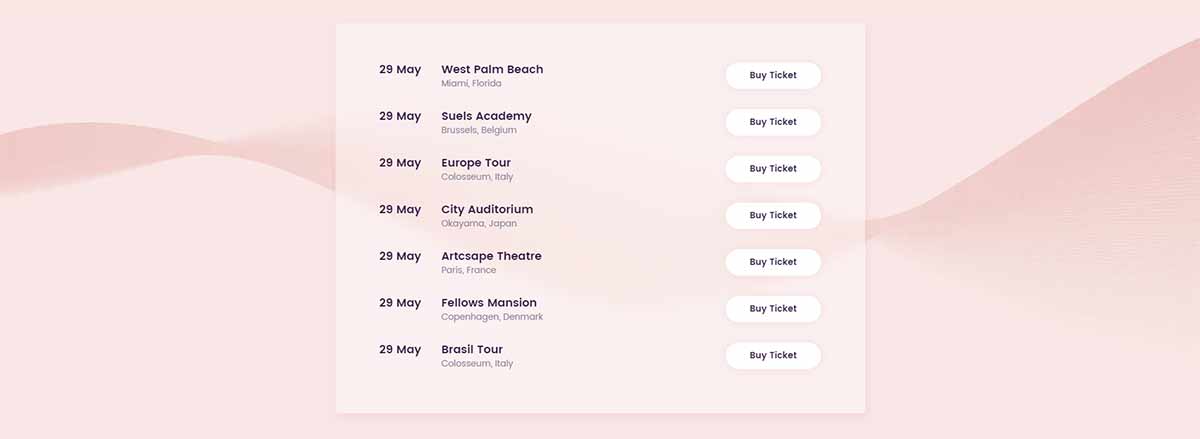 29 May West Palm Beach Buy Ticket
Miami, Florida
29 May Suels Academy Buy Ticket
Brussels, Belgium
29 May Europe Tour Buy Ticket
Colosseum, Italy
29 May City Auditorium Buy Ticket
Okayama, Japan
29 May Artcsape Theatre Buy Ticket
Paris, France
29 May Fellows Mansion Buy Ticket
Copenhagen, Denmark
29 May Brasil Tour Buy Ticket
Colosseum, Italy